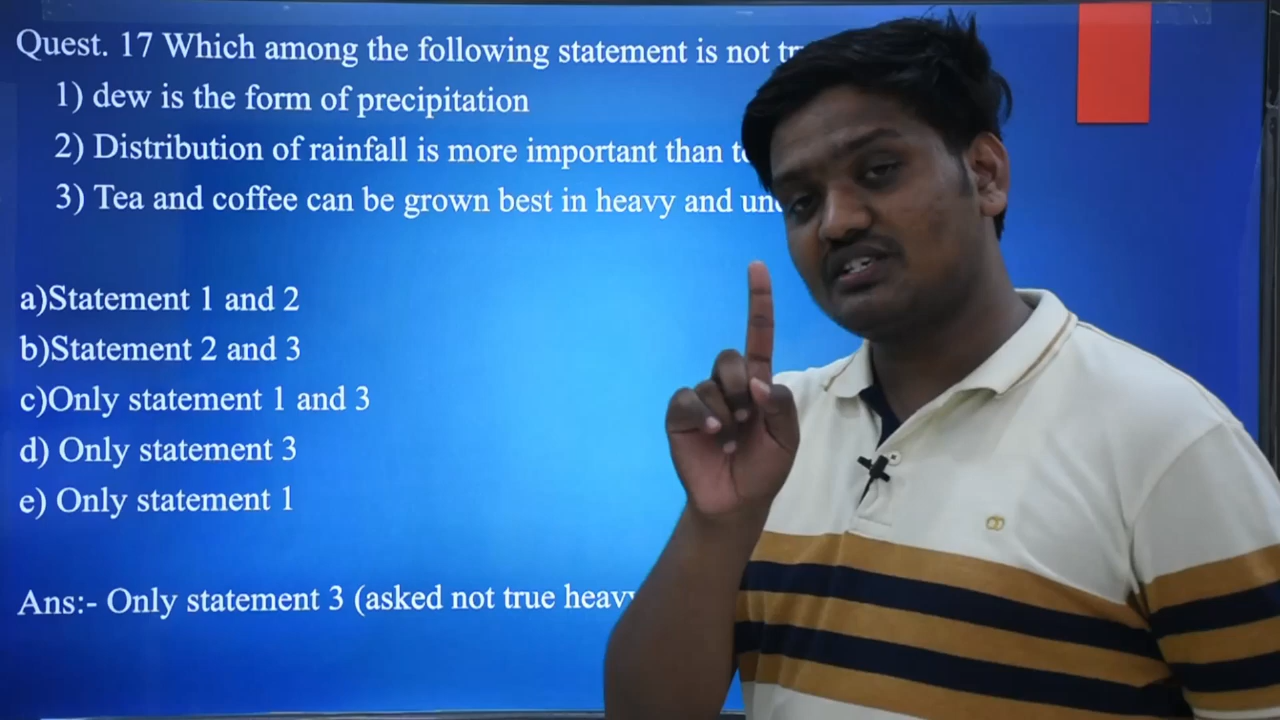 Quest. 17 Which among the following statement is not
1) dew is the form of precipitation
2) Distribution of rainfall is more important than
3) Tea and coffee can be grown best in heavy and
a)Statement 1 and 2
b)Statement 2 and 3
c)Only statement 1 and 3
d) Only statement 3
e) Only statement 1
Ans:- Only statement 3 (asked not true